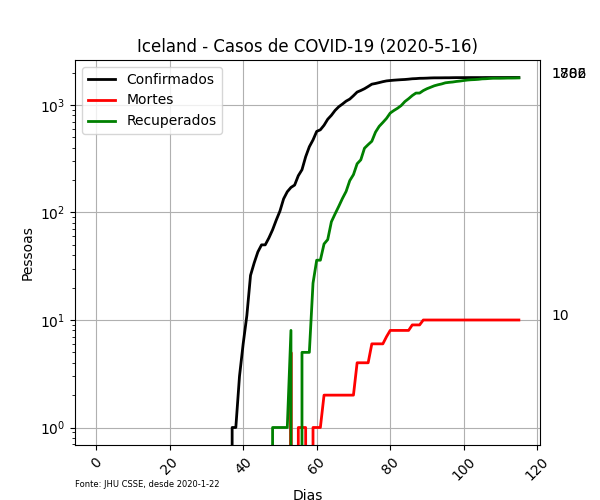 Iceland - Casos de COVID-19 (2020-5-16)
Confirmados
Mortes
Recuperados
10³
10²
10¹
10⁰
Pessoas
10
0
20
40
60
80
100
120
Dias
Fonte: JHU CSSE, desde 2020-1-22